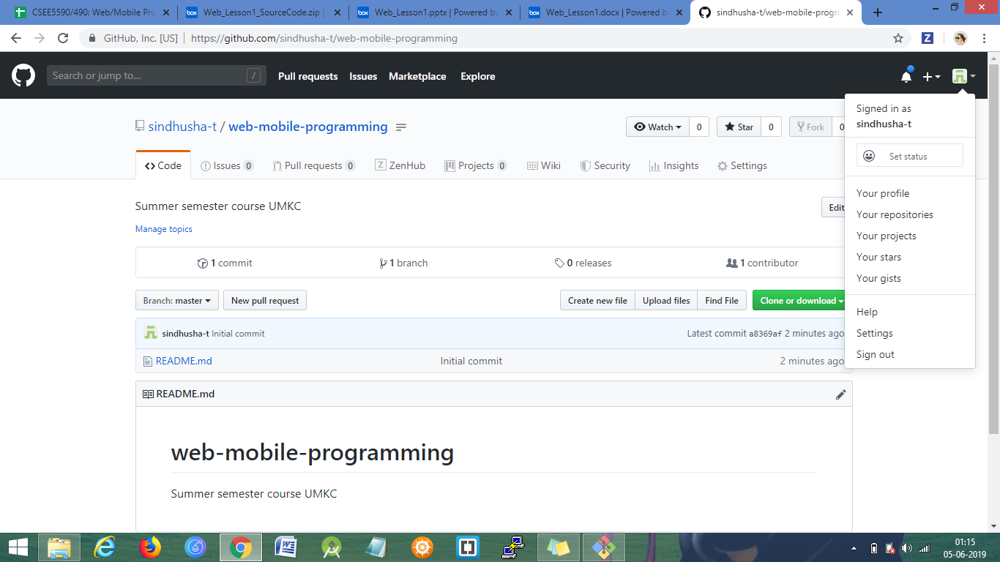 CSEE5590/490: Web/Mobile Pro
Web_Lesson1_SourceCode.zip |
Web_Lesson1.pptx | Powered by
Web_Lesson1.docx | Powered by
sindhusha-t/web-mobile-progra
GitHub, Inc. [US] | https://github.com/sindhusha-t/web-mobile-programming
Search or jump to... /
Pull requests Issues Marketplace Explore
Signed in as
sindhusha-t
Set status
Your profile
Your repositories
Your projects
Your stars
Your gists
Help
Settings
Sign out
sindhusha-t / web-mobile-programming
Watch 0 Star 0 Fork 0
Code Issues 0 Pull requests 0 ZenHub Projects 0 Wiki Security Insights Settings
Summer semester course UMKC
Edit
Manage topics
1 commit 1 branch 0 releases 1 contributor
Branch: master New pull request Create new file Upload files Find File Clone or download
sindhusha-t Initial commit Latest commit a8369af 2 minutes ago
README.md Initial commit 2 minutes ago
README.md
web-mobile-programming
Summer semester course UMKC
01:15
05-06-2019